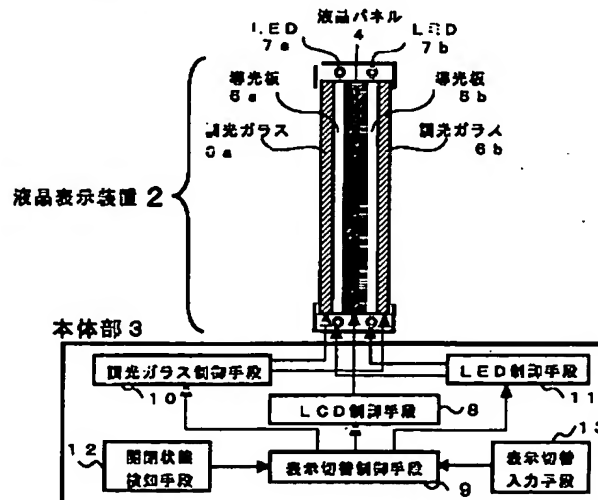 液晶パネル
4
LED
7a
LED
7b
導光板
5a
導光板
5b
調光ガラス
6a
調光ガラス
6b
液晶表示装置2
本体部3
調光ガラス制御手段
10
LED制御手段
11
LCD制御手段
8
12
開閉状態
検知手段
表示切替制御手段
9
13
表示切替
入力手段